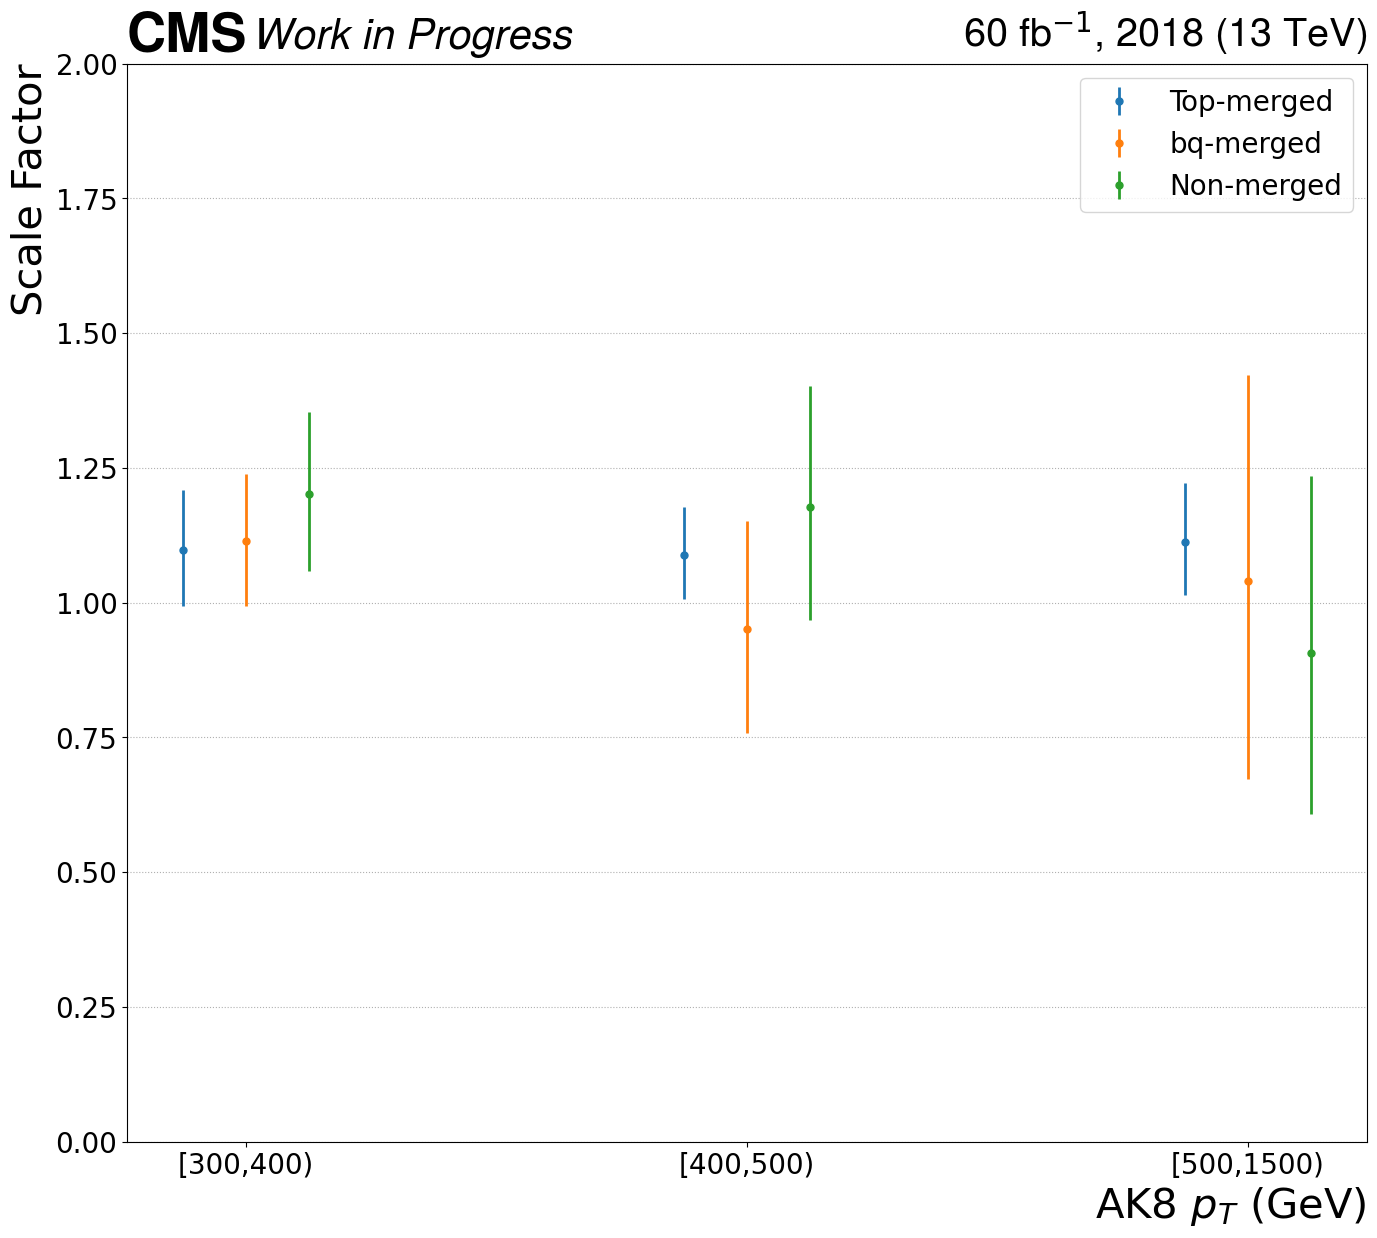 CMS Work in Progress 60 fb⁻¹, 2018 (13 TeV)
Scale Factor
2.00
1.75
1.50
1.25
1.00
0.75
0.50
0.25
0.00
Top-merged
bq-merged
Non-merged
[300,400) [400,500) [500,1500)
AK8 p_T (GeV)